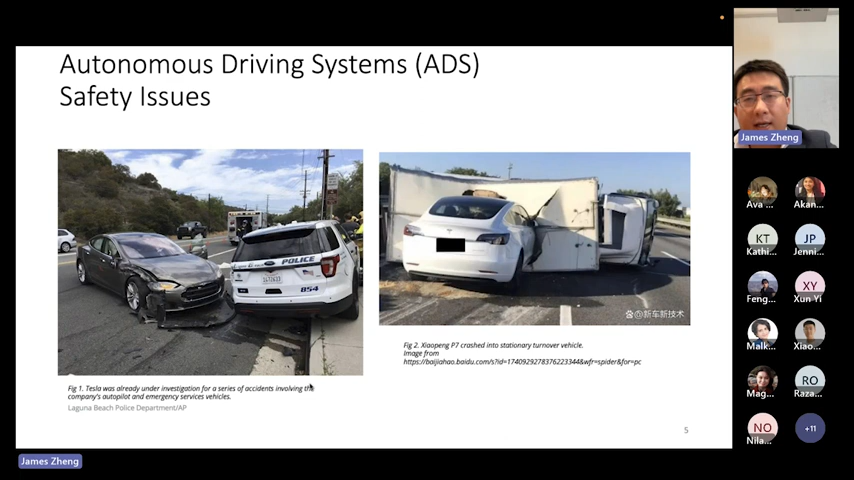 Autonomous Driving Systems (ADS)
Safety Issues
POLICE
854
Fig 1. Tesla was already under investigation for a series of accidents involving the
company's autopilot and emergency services vehicles.
Laguna Beach Police Department/AP
新车新技术
Fig 2. Xiaopeng P7 crashed into stationary turnover vehicle.
Image from
https://baijiahao.baidu.com/s?id=1740929278376223344&wfr=spider&for=pc
5
James Zheng
James Zheng
Ava ...
Akan...
KT
Kathi...
JP
Jenni...
Feng...
XY
Xun Yi
Malk...
Xiao...
Mag...
RO
Raza...
NO
Nila...
+11